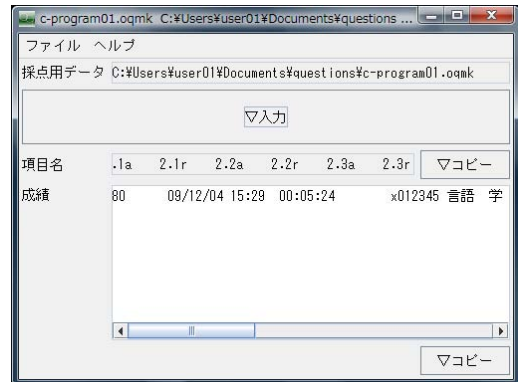 c-program01.oqmk C:¥Users¥user01¥Documents¥questions ...
ファイル ヘルプ
採点用データ C:¥Users¥user01¥Documents¥questions¥c-program01.oqmk
▽入力
項目名 .1a 2.1r 2.2a 2.2r 2.3a 2.3r ▽コピー
成績 80 09/12/04 15:29 00:05:24 x012345 言語 学
▽コピー